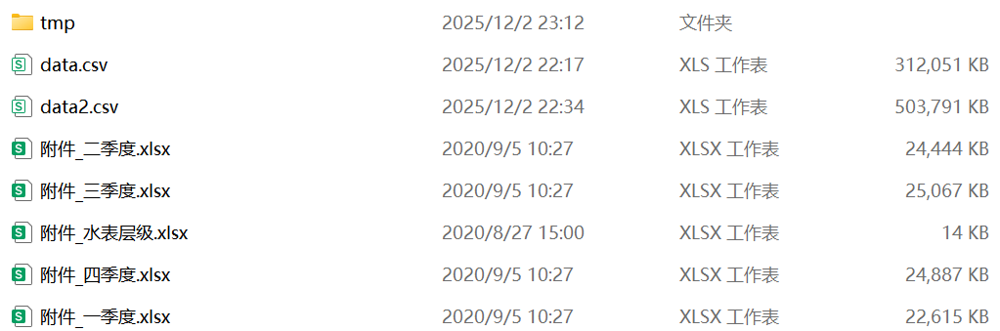 tmp 2025/12/2 23:12 文件夹
data.csv 2025/12/2 22:17 XLS 工作表 312,051 KB
data2.csv 2025/12/2 22:34 XLS 工作表 503,791 KB
附件_二季度.xlsx 2020/9/5 10:27 XLSX 工作表 24,444 KB
附件_三季度.xlsx 2020/9/5 10:27 XLSX 工作表 25,067 KB
附件_水表层级.xlsx 2020/8/27 15:00 XLSX 工作表 14 KB
附件_四季度.xlsx 2020/9/5 10:27 XLSX 工作表 24,887 KB
附件_一季度.xlsx 2020/9/5 10:27 XLSX 工作表 22,615 KB